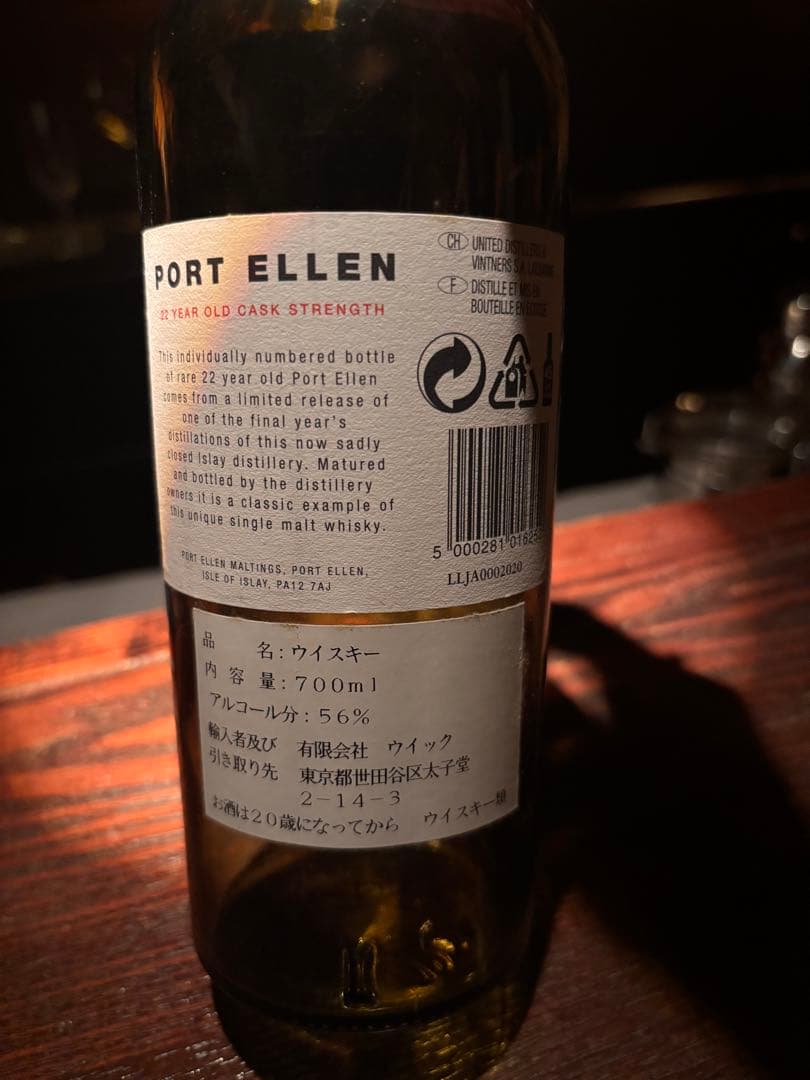 PORT ELLEN
22 YEAR OLD CASK STRENGTH
This individually numbered bottle
of rare 22 year old Port Ellen
comes from a limited release of
one of the final year's
distillations of this now sadly
closed Islay distillery. Matured
and bottled by the distillery
owners it is a classic example of
this unique single malt whisky.
PORT ELLEN MALTINGS, PORT ELLEN,
ISLE OF ISLAY, PA12 7AJ
CH UNITED DISTILLERS &
VINTNERS S.A. LAUSANNE
F DISTILLE ET MIS EN
BOUTEILLE EN ECOSSE
5 000281 0162
LLJA0002020
品 名:ウイスキー
内容量:700ml
アルコール分:56%
輸入者及び 有限会社 ウイック
引き取り先 東京都世田谷区太子堂
2-14-3
お酒は20歳になってから ウイスキー類